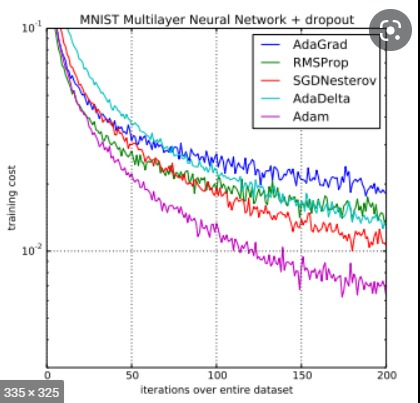 MNIST Multilayer Neural Network + dropout
10⁻¹
AdaGrad
RMSProp
SGDNesterov
AdaDelta
Adam
training cost
10⁻²
0 50 100 150 200
iterations over entire dataset
335 × 325